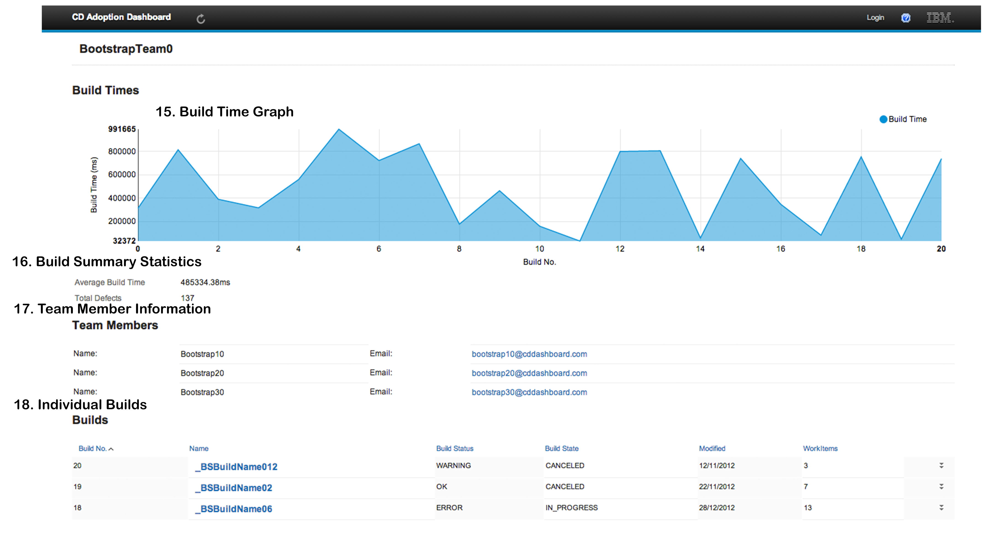 CD Adoption Dashboard Login ? IBM.
BootstrapTeam0
Build Times
15. Build Time Graph
Build Time
991665
800000
600000
400000
200000
32372
Build Time (ms)
0 2 4 6 8 10 12 14 16 18 20
Build No.
16. Build Summary Statistics
Average Build Time 485334.38ms
Total Defects 137
17. Team Member Information
Team Members
Name: Bootstrap10 Email: bootstrap10@cddashboard.com
Name: Bootstrap20 Email: bootstrap20@cddashboard.com
Name: Bootstrap30 Email: bootstrap30@cddashboard.com
18. Individual Builds
Builds
Build No. Name Build Status Build State Modified WorkItems
20 _BSBuildName012 WARNING CANCELED 12/11/2012 3
19 _BSBuildName02 OK CANCELED 22/11/2012 7
18 _BSBuildName06 ERROR IN_PROGRESS 28/12/2012 13